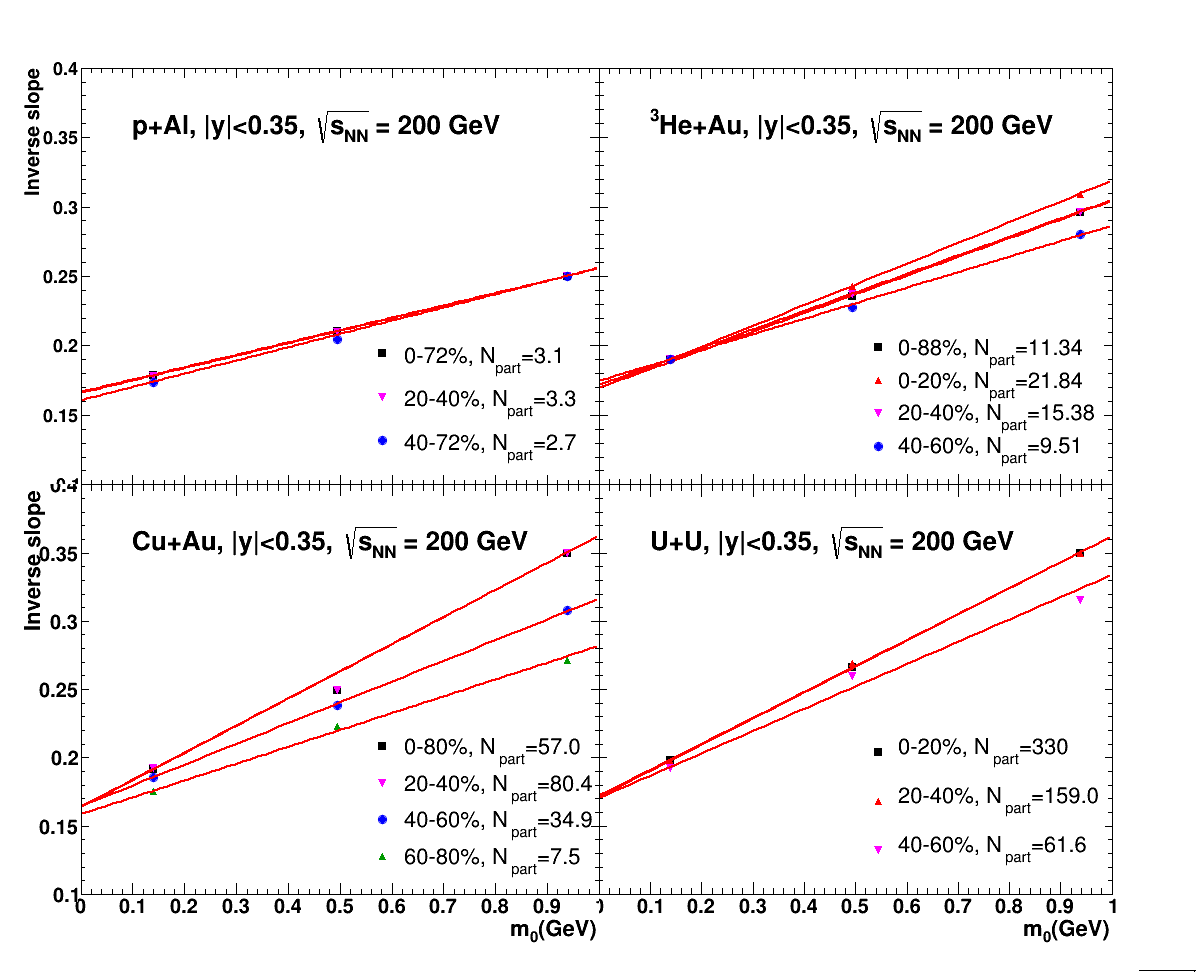 0.4
Inverse slope
0.35
0.3
0.25
0.2
0.15
p+Al, |y|<0.35, √sNN = 200 GeV
0-72%, Npart=3.1
20-40%, Npart=3.3
40-72%, Npart=2.7
3He+Au, |y|<0.35, √sNN = 200 GeV
0-88%, Npart=11.34
0-20%, Npart=21.84
20-40%, Npart=15.38
40-60%, Npart=9.51
0.4
Inverse slope
0.35
0.3
0.25
0.2
0.15
0.1
Cu+Au, |y|<0.35, √sNN = 200 GeV
0-80%, Npart=57.0
20-40%, Npart=80.4
40-60%, Npart=34.9
60-80%, Npart=7.5
0 0.1 0.2 0.3 0.4 0.5 0.6 0.7 0.8 0.9
m0(GeV)
U+U, |y|<0.35, √sNN = 200 GeV
0-20%, Npart=330
20-40%, Npart=159.0
40-60%, Npart=61.6
0.1 0.2 0.3 0.4 0.5 0.6 0.7 0.8 0.9 1
m0(GeV)